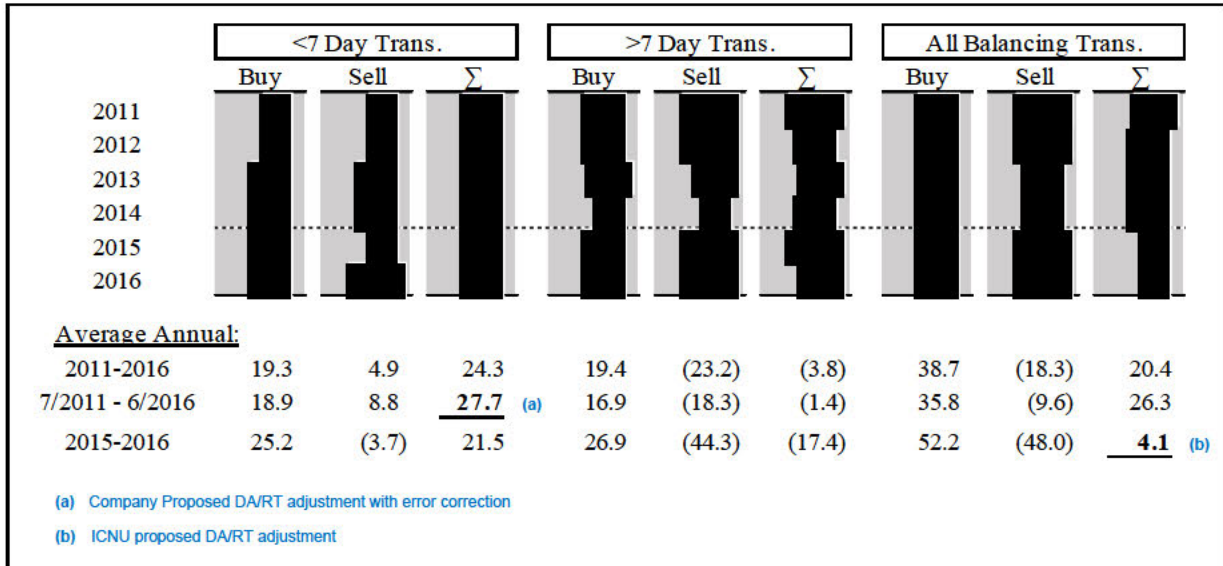 <7 Day Trans. >7 Day Trans. All Balancing Trans.
Buy Sell ∑ Buy Sell ∑ Buy Sell ∑
2011
2012
2013
2014
2015
2016
Average Annual:
2011-2016 19.3 4.9 24.3 19.4 (23.2) (3.8) 38.7 (18.3) 20.4
7/2011 - 6/2016 18.9 8.8 27.7 (a) 16.9 (18.3) (1.4) 35.8 (9.6) 26.3
2015-2016 25.2 (3.7) 21.5 26.9 (44.3) (17.4) 52.2 (48.0) 4.1 (b)
(a) Company Proposed DA/RT adjustment with error correction
(b) ICNU proposed DA/RT adjustment